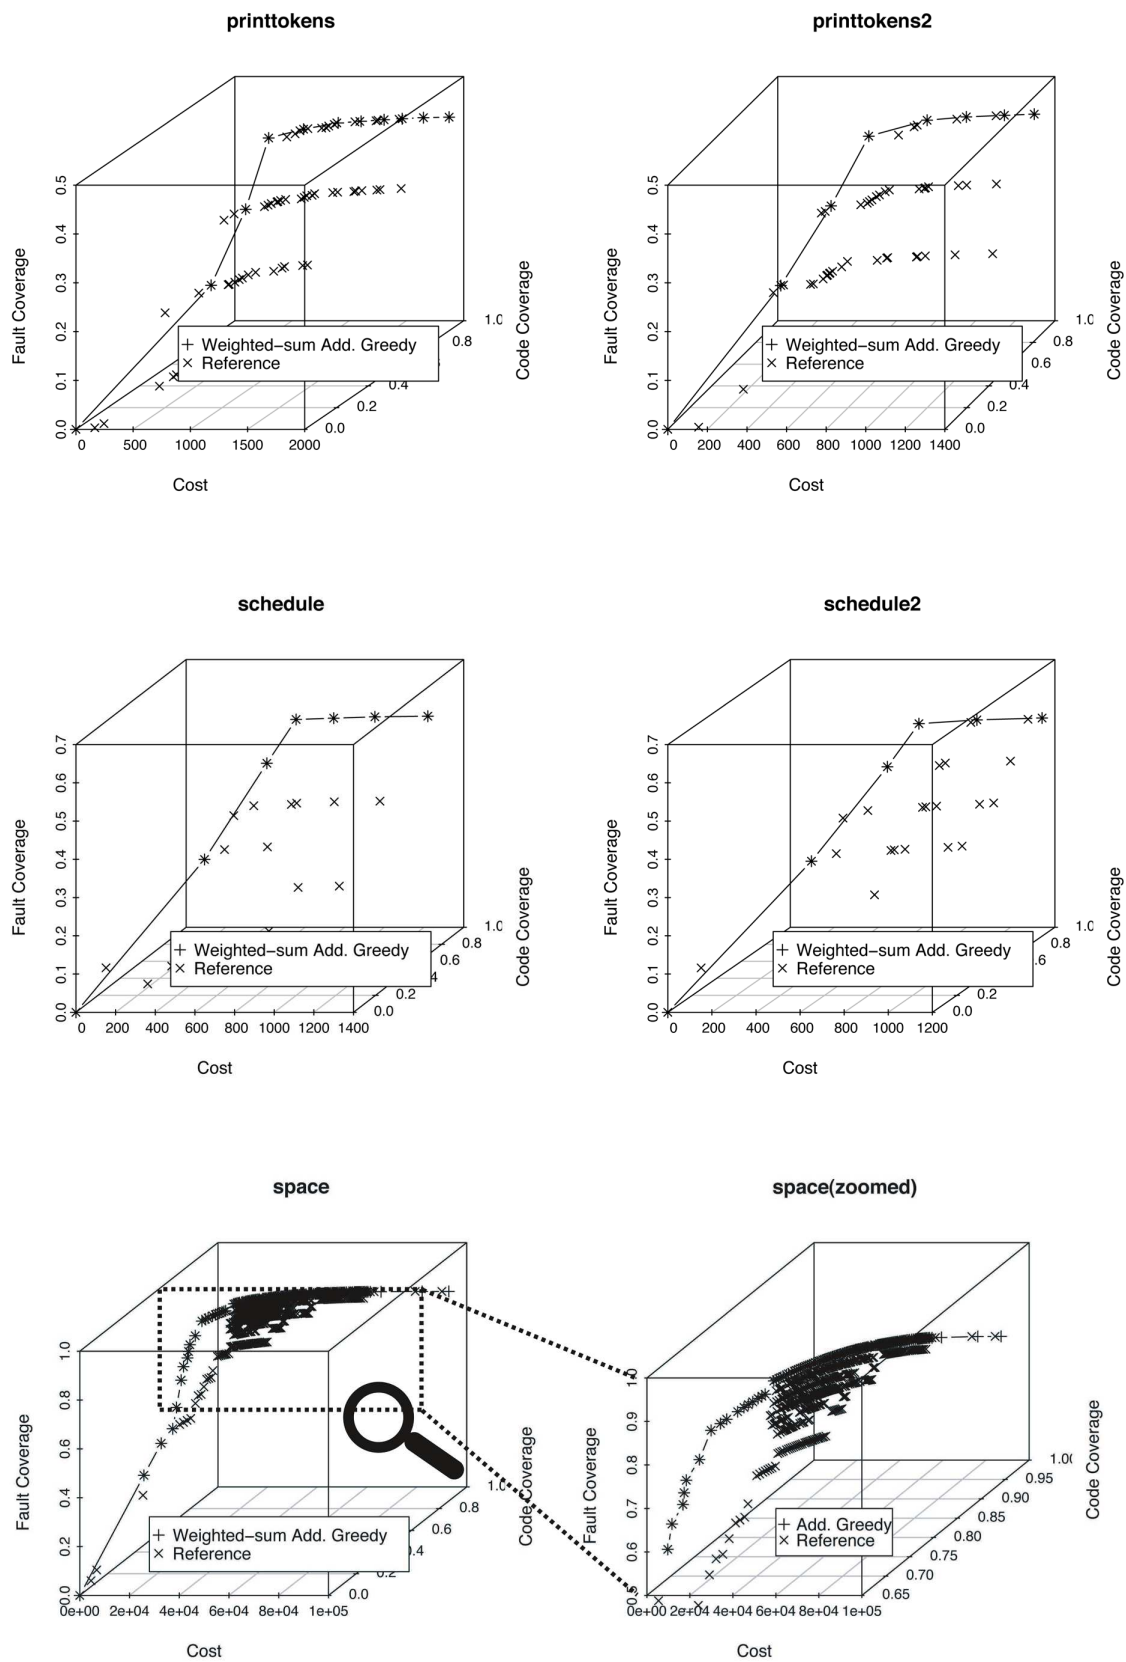 printtokens
printtokens2
Fault Coverage
0.0 0.1 0.2 0.3 0.4 0.5
0 500 1000 1500 2000
Cost
0.0 0.2 0.4 0.8 1.0
Code Coverage
Weighted−sum Add. Greedy
Reference
Fault Coverage
0.0 0.1 0.2 0.3 0.4 0.5
0 200 400 600 800 1000 1200 1400
Cost
0.0 0.2 0.4 0.6 0.8 1.0
Code Coverage
Weighted−sum Add. Greedy
Reference
schedule
schedule2
Fault Coverage
0.0 0.1 0.2 0.3 0.4 0.5 0.6 0.7
0 200 400 600 800 1000 1200 1400
Cost
0.0 0.2 0.6 0.8 1.0
Code Coverage
Weighted−sum Add. Greedy
Reference
Fault Coverage
0.0 0.1 0.2 0.3 0.4 0.5 0.6 0.7
0 200 400 600 800 1000 1200
Cost
0.0 0.2 .6 0.8 1.0
Code Coverage
Weighted−sum Add. Greedy
Reference
space
space(zoomed)
Fault Coverage
0.0 0.2 0.4 0.6 0.8 1.0
0e+00 2e+04 4e+04 6e+04 8e+04 1e+05
Cost
0.0 0.2 0.4 0.6 0.8 1.0
Code Coverage
Weighted−sum Add. Greedy
Reference
Fault Coverage
0.5 0.6 0.7 0.8 0.9 1.0
0e+00 2e+04 4e+04 6e+04 8e+04 1e+05
Cost
0.65 0.70 0.75 0.80 0.85 0.90 0.95 1.00
Code Coverage
Add. Greedy
Reference